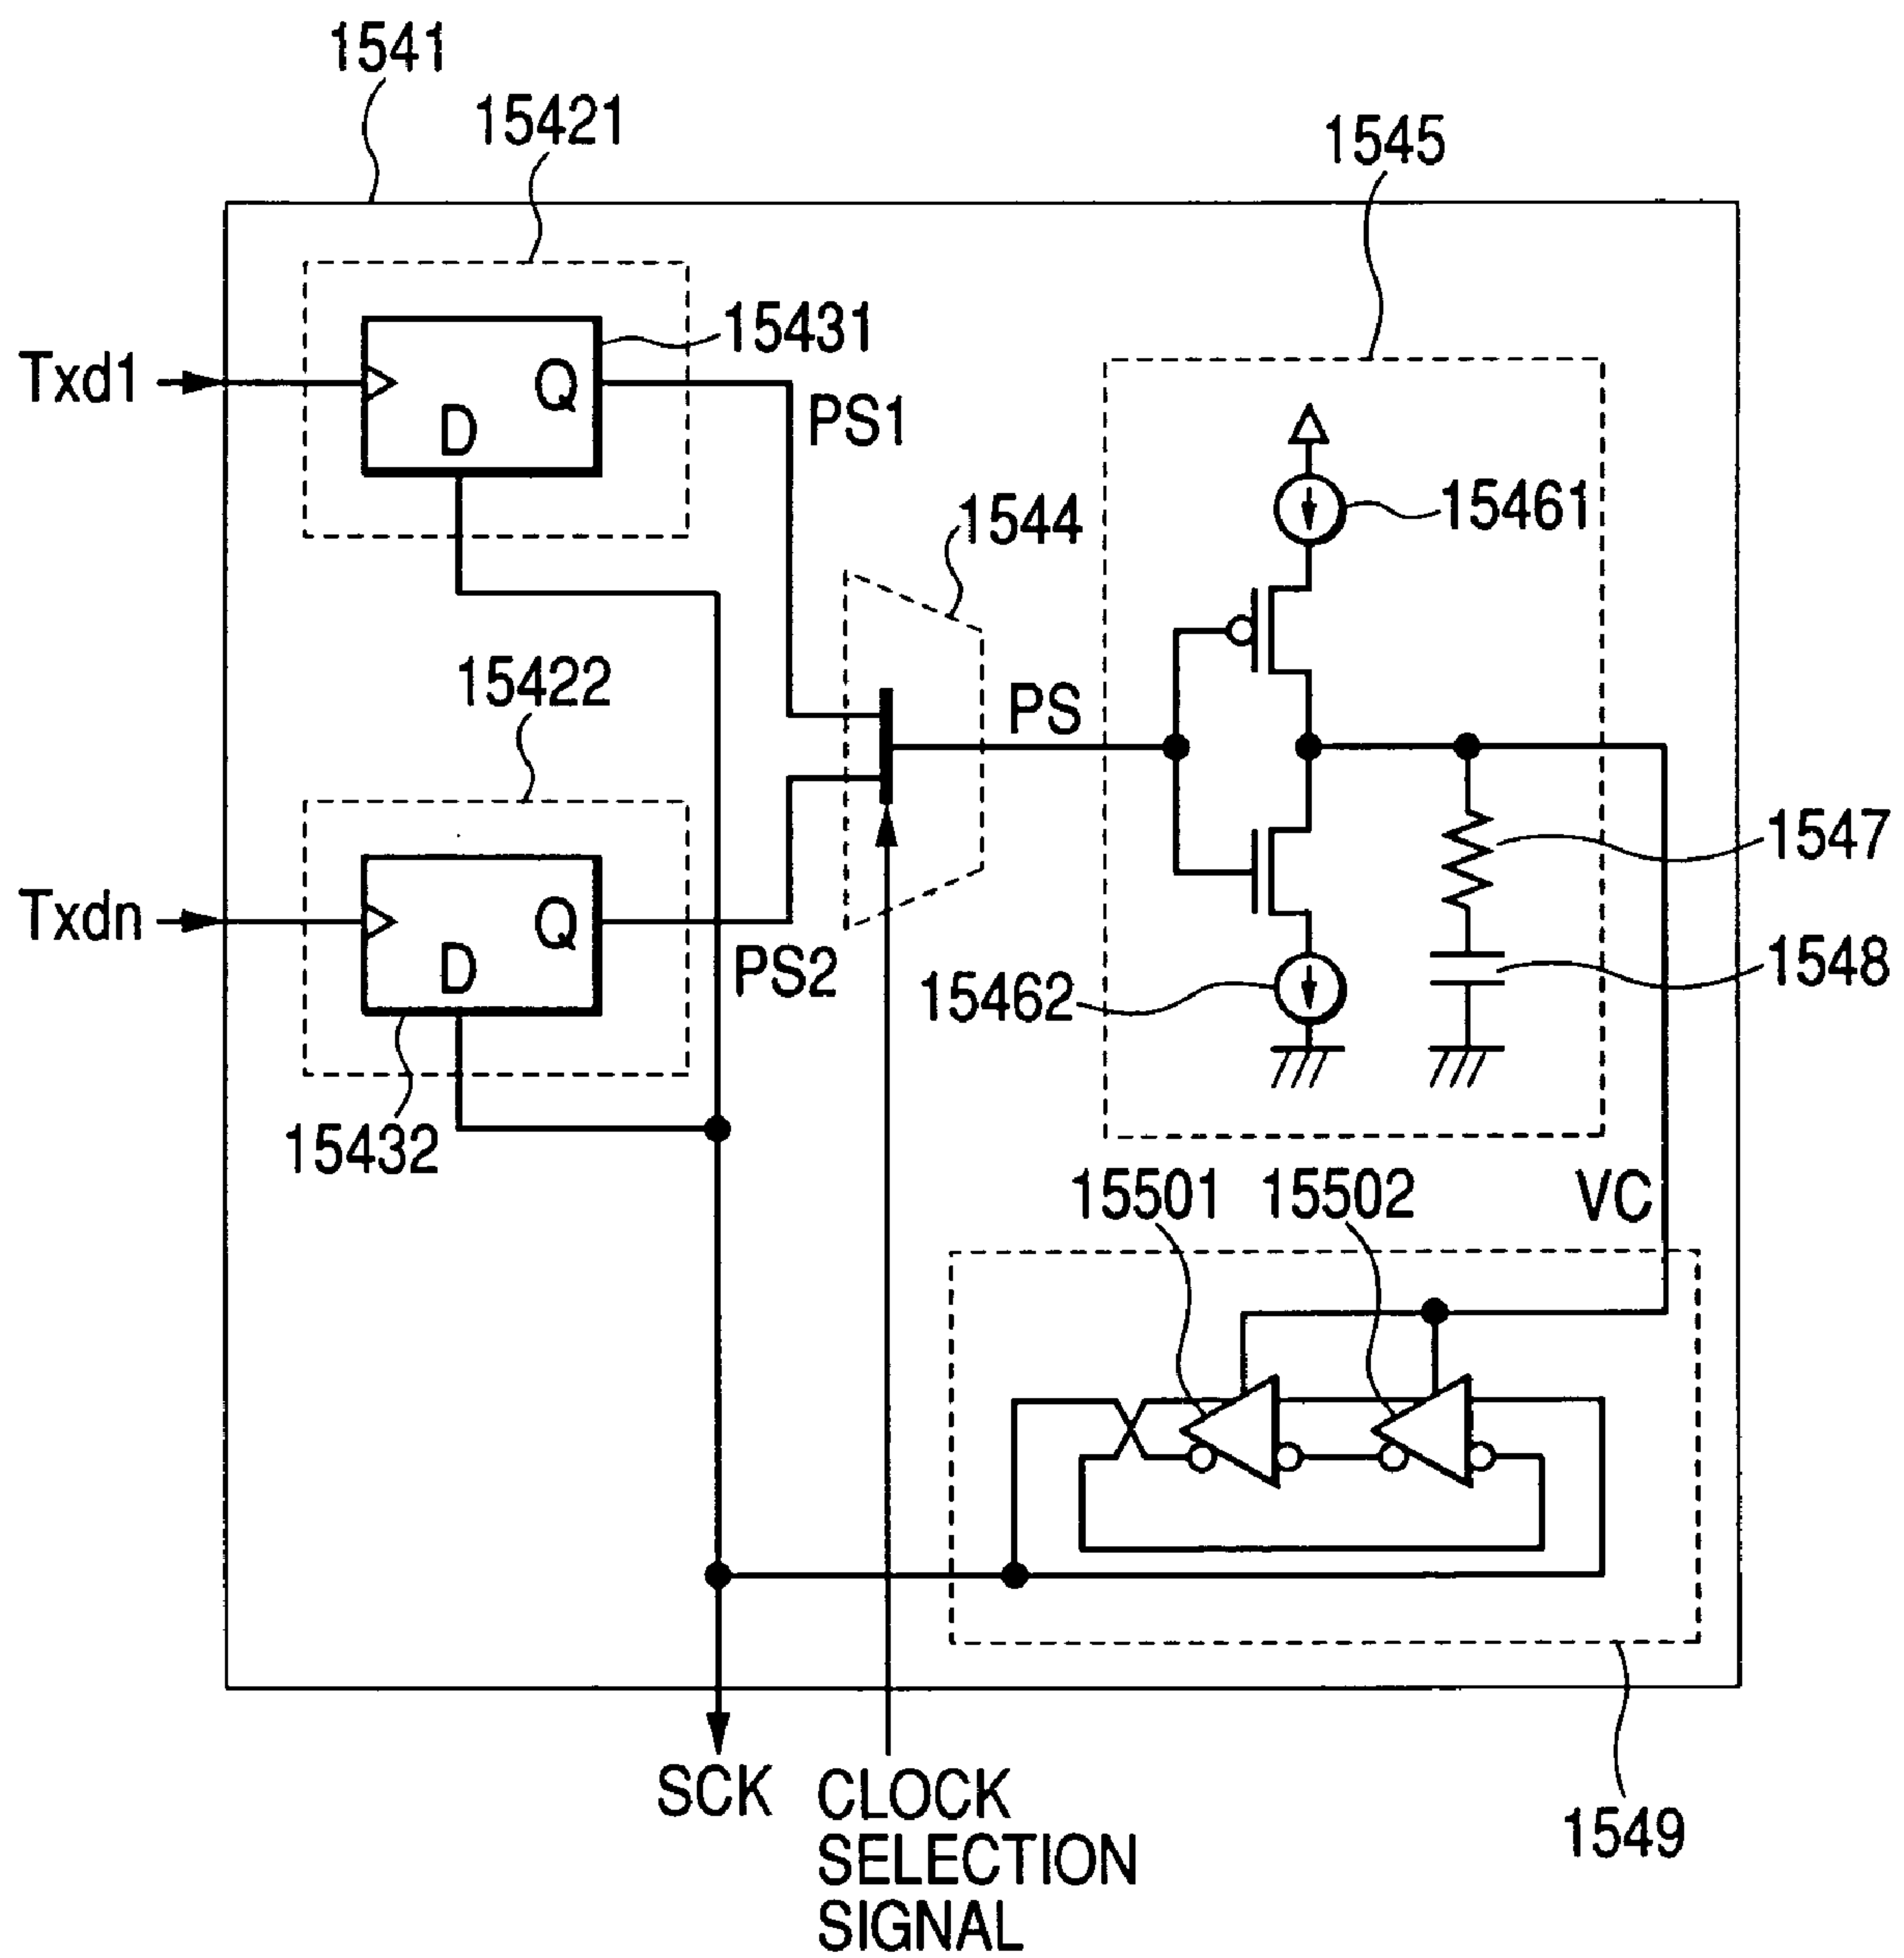 1541
15421
1545
15431
Txd1
Q
D
PS1
15461
1544
15422
PS
1547
Txdn
Q
D
PS2
15462
1548
15432
15501
15502
VC
SCK
CLOCK
SELECTION
SIGNAL
1549